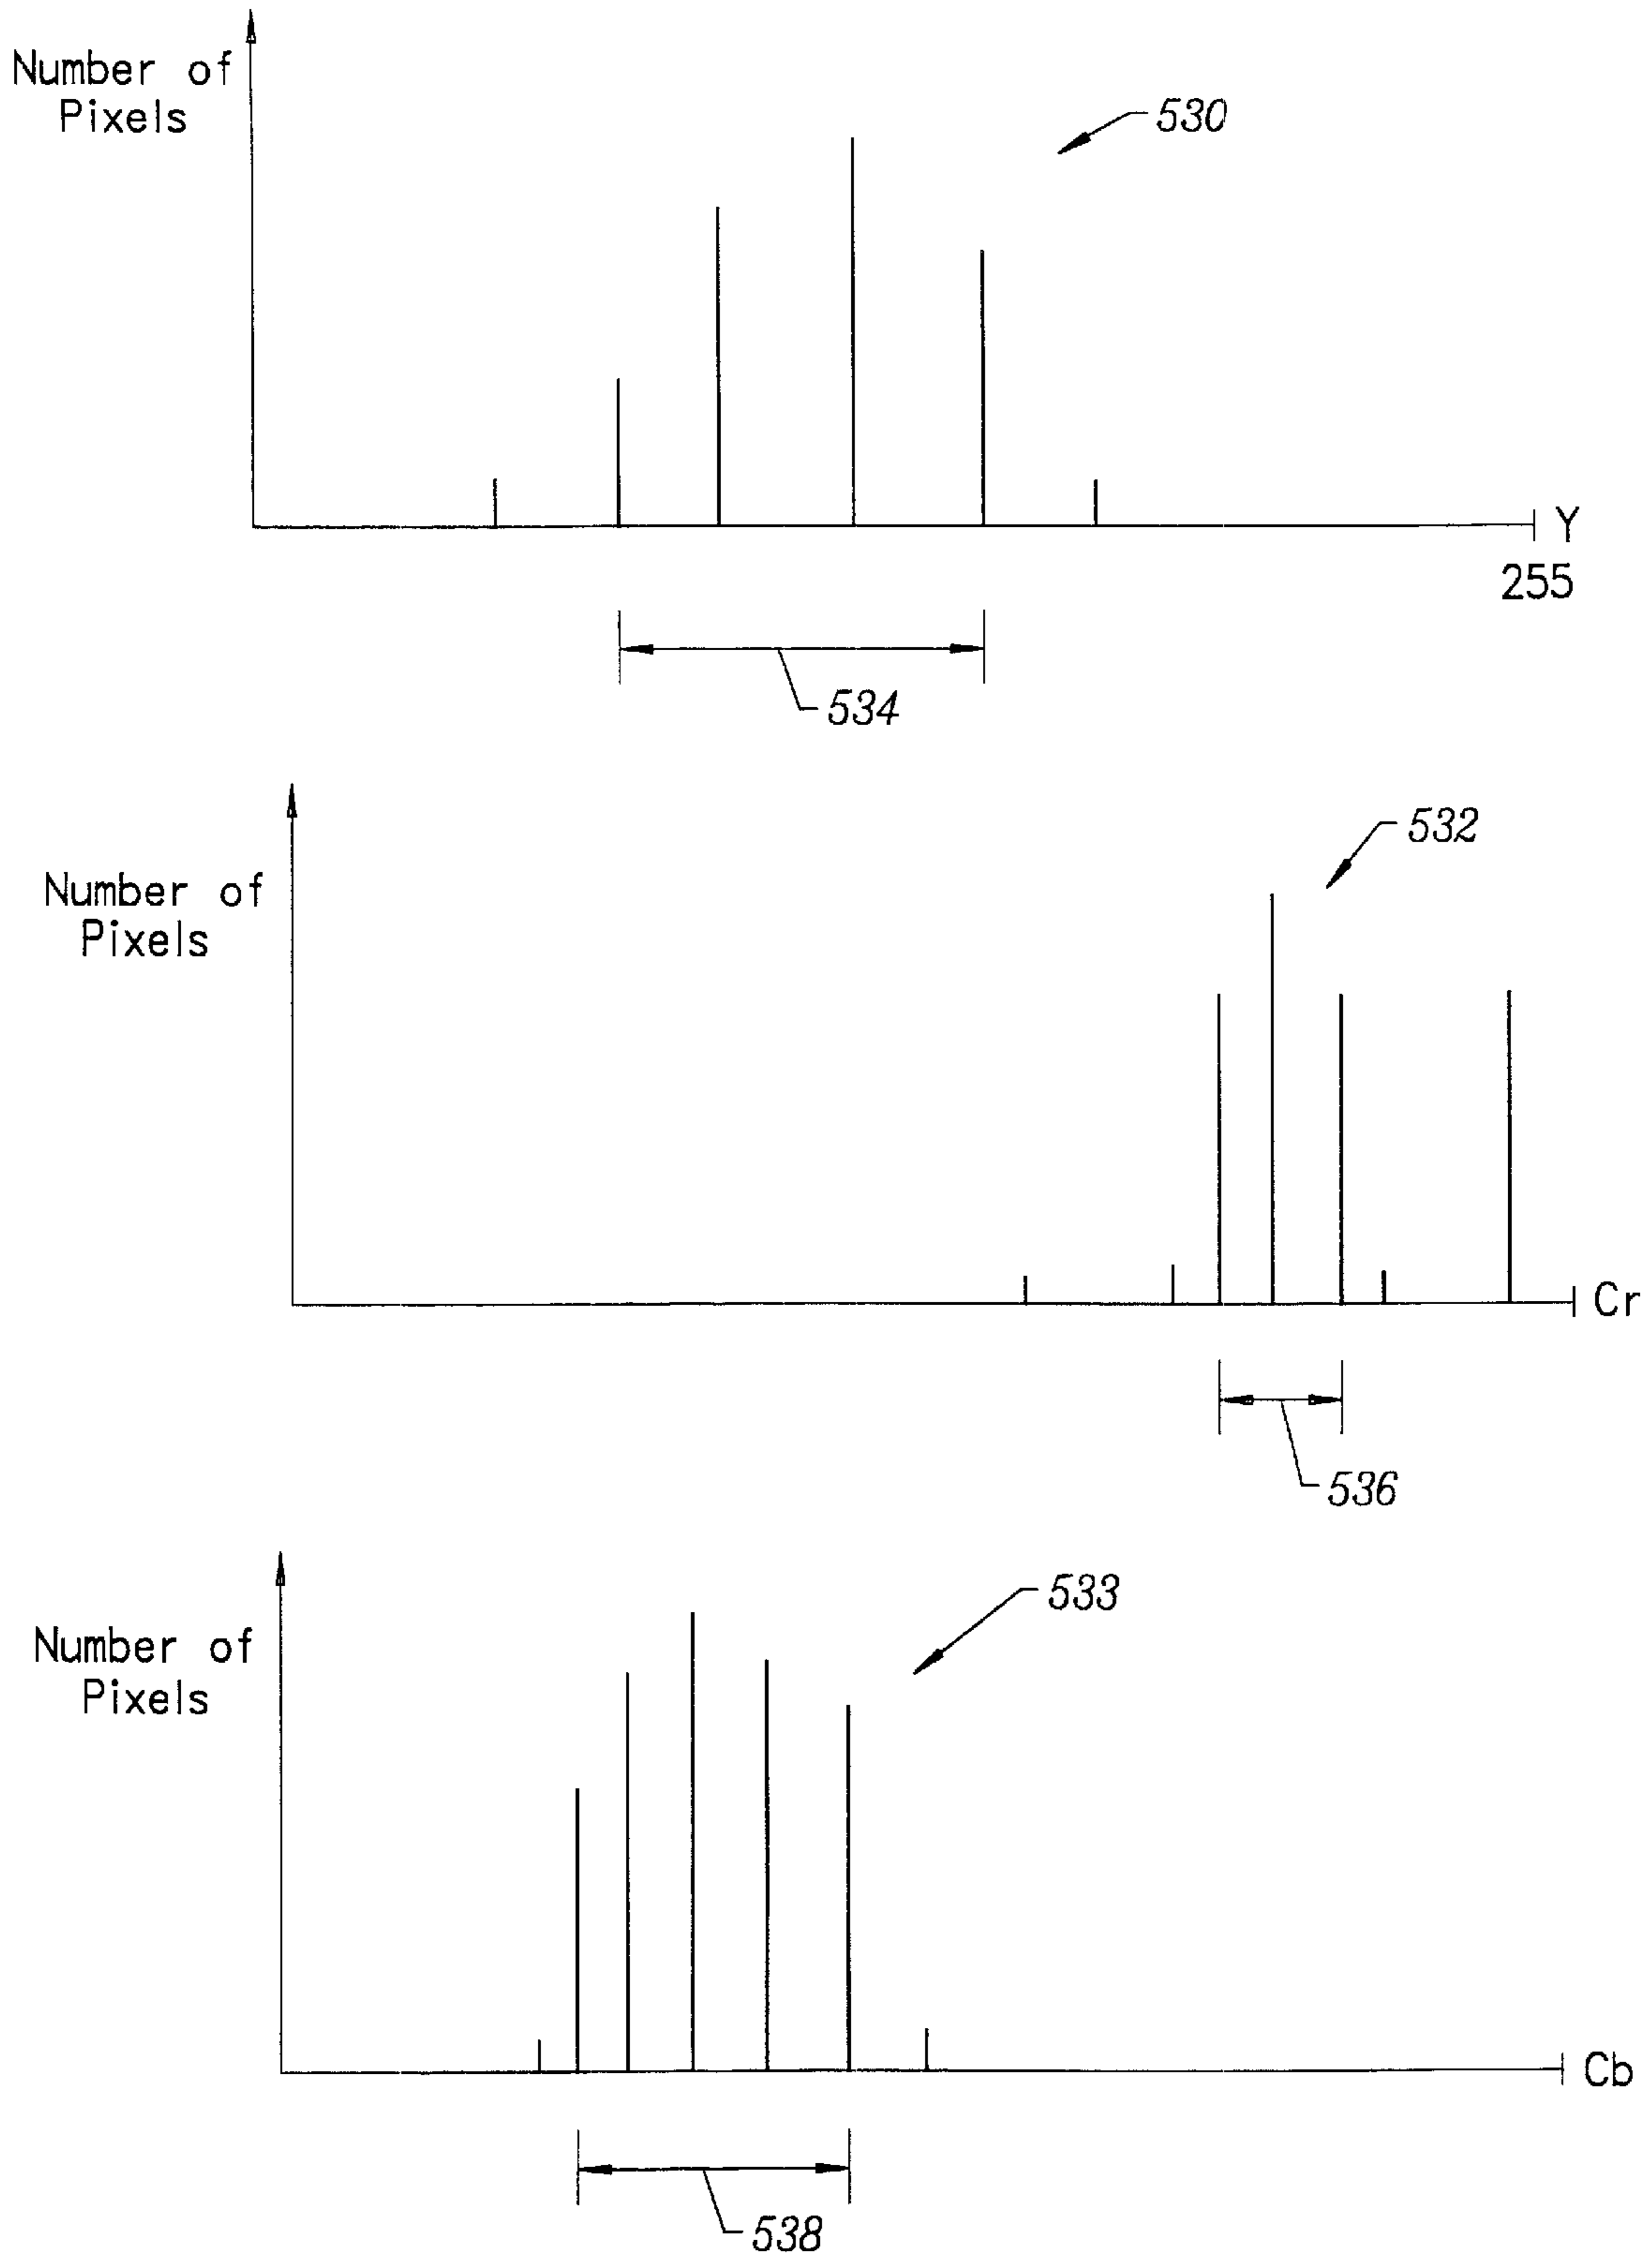 Number of
Pixels
530
Y
255
534
532
Number of
Pixels
Cr
536
533
Number of
Pixels
Cb
538